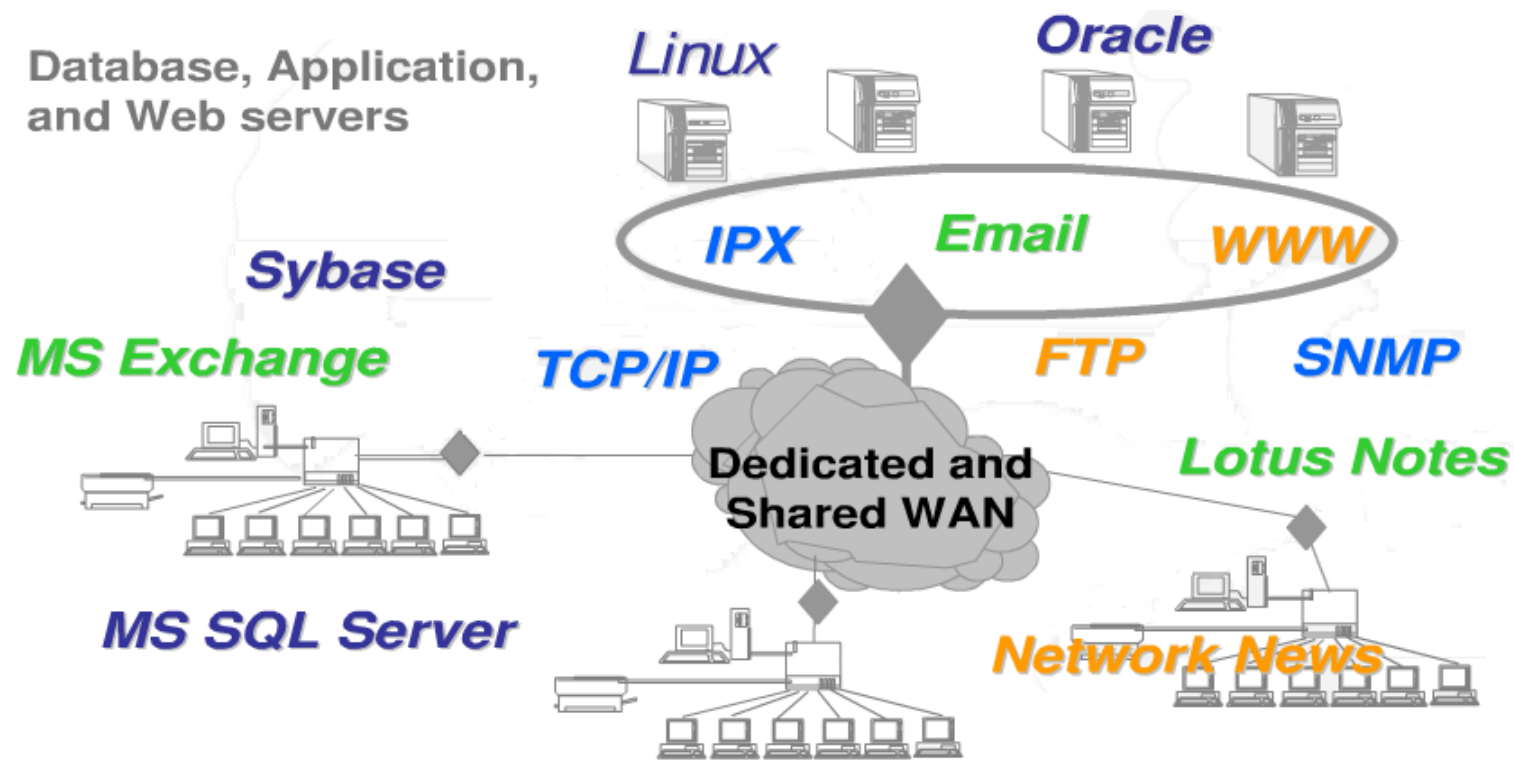 Database, Application,
and Web servers
Linux
Oracle
IPX
Email
WWW
Sybase
MS Exchange
TCP/IP
FTP
SNMP
Dedicated and
Shared WAN
Lotus Notes
MS SQL Server
Network News